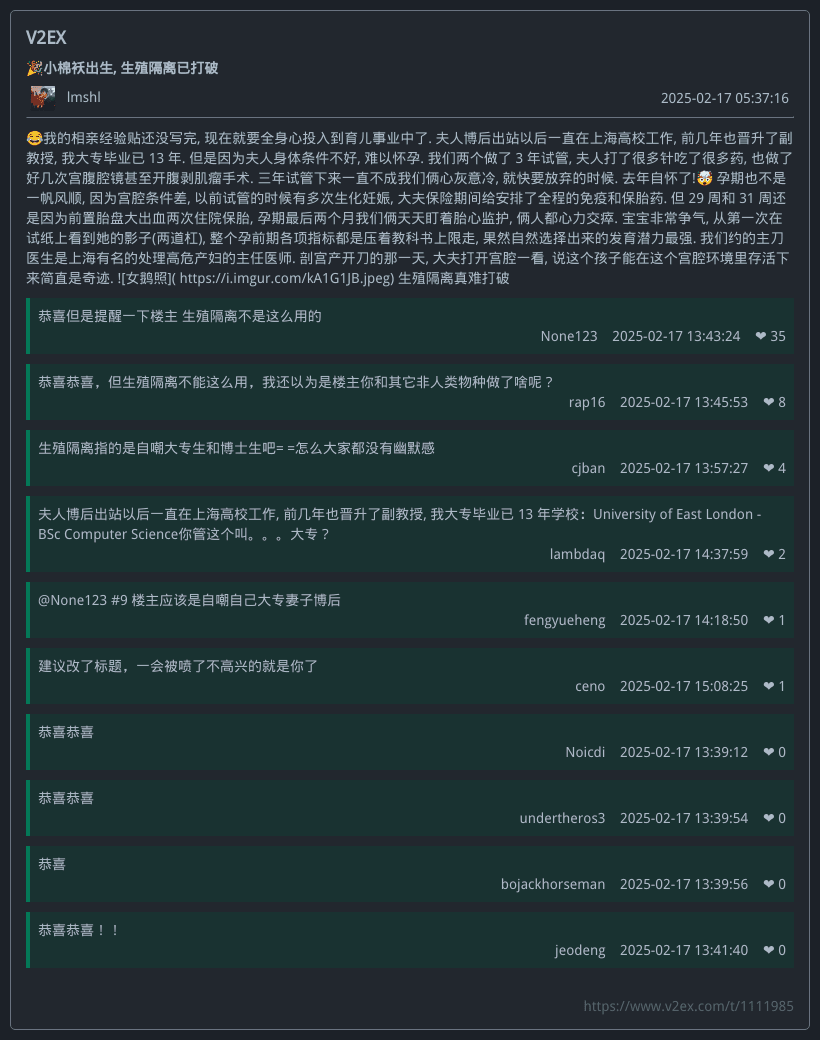 V2EX
🎉小棉袄出生, 生殖隔离已打破
lmshl
2025-02-17 05:37:16
😂我的相亲经验贴还没写完, 现在就要全身心投入到育儿事业中了. 夫人博后出站以后一直在上海高校工作, 前几年也晋升了副
教授, 我大专毕业已 13 年. 但是因为夫人身体条件不好, 难以怀孕. 我们两个做了 3 年试管, 夫人打了很多针吃了很多药, 也做了
好几次宫腹腔镜甚至开腹剥肌瘤手术. 三年试管下来一直不成我们俩心灰意冷, 就快要放弃的时候. 去年自怀了!🤯 孕期也不是
一帆风顺, 因为宫腔条件差, 以前试管的时候有多次生化妊娠, 大夫保险期间给安排了全程的免疫和保胎药. 但 29 周和 31 周还
是因为前置胎盘大出血两次住院保胎, 孕期最后两个月我们俩天天盯着胎心监护, 俩人都心力交瘁. 宝宝非常争气, 从第一次在
试纸上看到她的影子(两道杠), 整个孕前期各项指标都是压着教科书上限走, 果然自然选择出来的发育潜力最强. 我们约的主刀
医生是上海有名的处理高危产妇的主任医师. 剖宫产开刀的那一天, 大夫打开宫腔一看, 说这个孩子能在这个宫腔环境里存活下
来简直是奇迹. ![女鹅照]( https://i.imgur.com/kA1G1JB.jpeg) 生殖隔离真难打破
恭喜但是提醒一下楼主 生殖隔离不是这么用的
None123 2025-02-17 13:43:24 ❤ 35
恭喜恭喜，但生殖隔离不能这么用，我还以为是楼主你和其它非人类物种做了啥呢？
rap16 2025-02-17 13:45:53 ❤ 8
生殖隔离指的是自嘲大专生和博士生吧= =怎么大家都没有幽默感
cjban 2025-02-17 13:57:27 ❤ 4
夫人博后出站以后一直在上海高校工作, 前几年也晋升了副教授, 我大专毕业已 13 年学校：University of East London -
BSc Computer Science你管这个叫。。。大专？
lambdaq 2025-02-17 14:37:59 ❤ 2
@None123 #9 楼主应该是自嘲自己大专妻子博后
fengyueheng 2025-02-17 14:18:50 ❤ 1
建议改了标题，一会被喷了不高兴的就是你了
ceno 2025-02-17 15:08:25 ❤ 1
恭喜恭喜
Noicdi 2025-02-17 13:39:12 ❤ 0
恭喜恭喜
undertheros3 2025-02-17 13:39:54 ❤ 0
恭喜
bojackhorseman 2025-02-17 13:39:56 ❤ 0
恭喜恭喜！！
jeodeng 2025-02-17 13:41:40 ❤ 0
https://www.v2ex.com/t/1111985